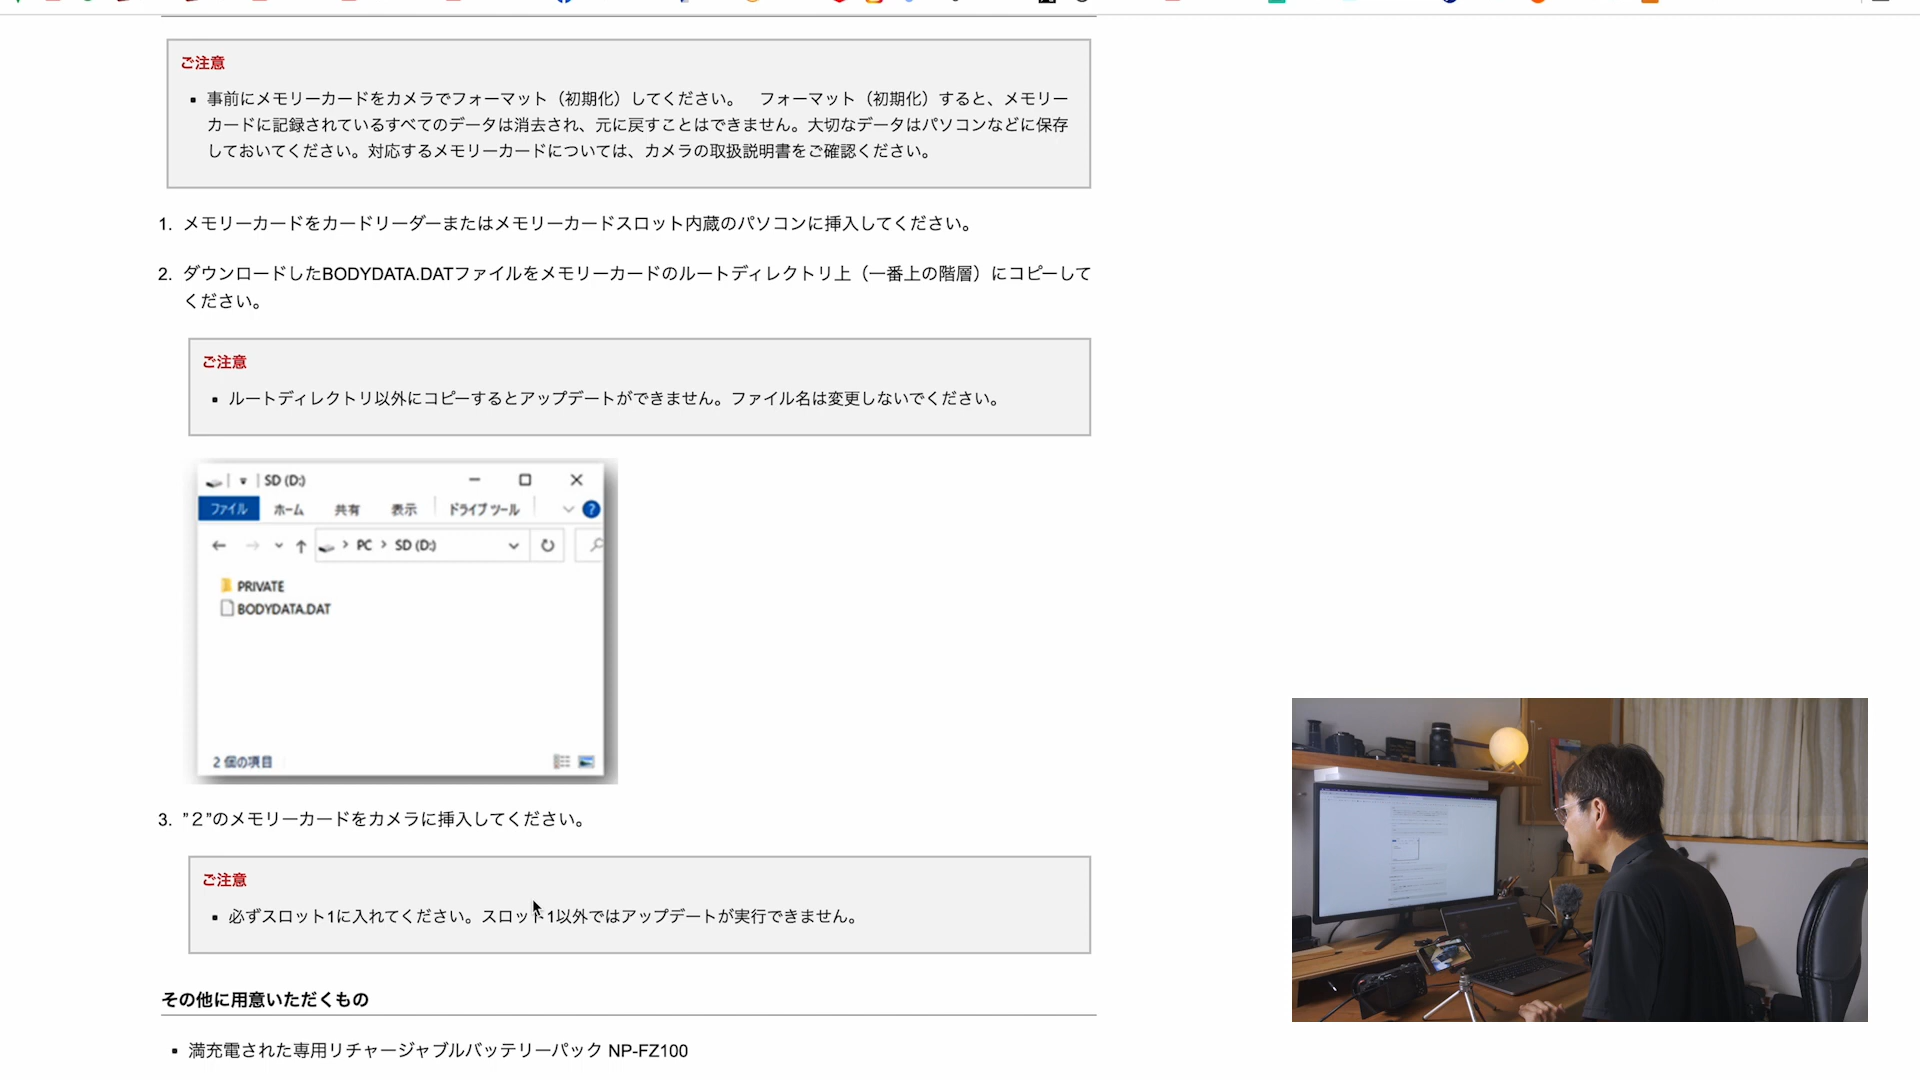 ご注意
▪ 事前にメモリーカードをカメラでフォーマット（初期化）してください。　フォーマット（初期化）すると、メモリー
カードに記録されているすべてのデータは消去され、元に戻すことはできません。大切なデータはパソコンなどに保存
しておいてください。対応するメモリーカードについては、カメラの取扱説明書をご確認ください。
1. メモリーカードをカードリーダーまたはメモリーカードスロット内蔵のパソコンに挿入してください。
2. ダウンロードしたBODYDATA.DATファイルをメモリーカードのルートディレクトリ上（一番上の階層）にコピーして
ください。
ご注意
▪ ルートディレクトリ以外にコピーするとアップデートができません。ファイル名は変更しないでください。
SD (D:)
ファイル ホーム 共有 表示 ドライブ ツール
PC > SD (D:)
PRIVATE
BODYDATA.DAT
2 個の項目
3. ”２”のメモリーカードをカメラに挿入してください。
ご注意
▪ 必ずスロット1に入れてください。スロット1以外ではアップデートが実行できません。
その他に用意いただくもの
▪ 満充電された専用リチャージャブルバッテリーパック NP-FZ100